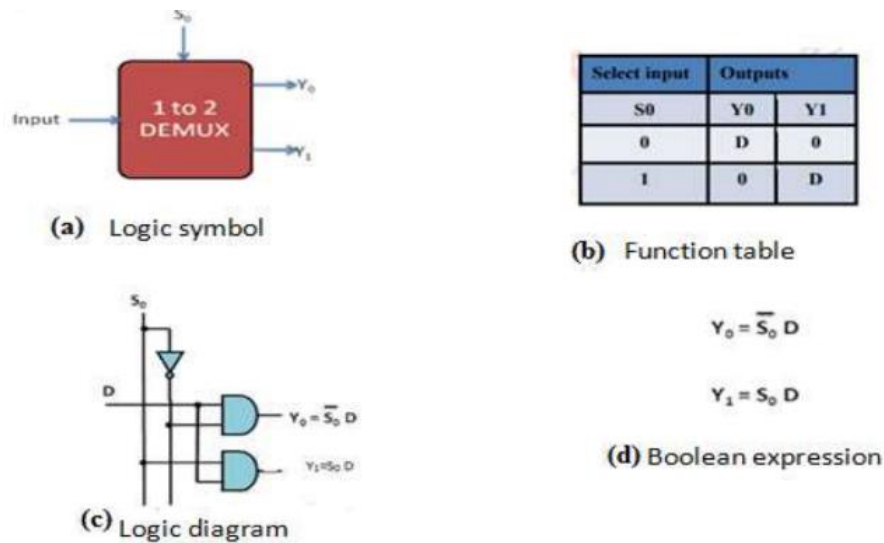 S₀
Input
1 to 2
DEMUX
Y₀
Y₁
(a) Logic symbol
Select input Outputs
S0 Y0 Y1
0 D 0
1 0 D
(b) Function table
S₀
D
Y₀ = S̅₀ D
Y₁=S₀ D
(c) Logic diagram
Y₀ = S̅₀ D
Y₁ = S₀ D
(d) Boolean expression